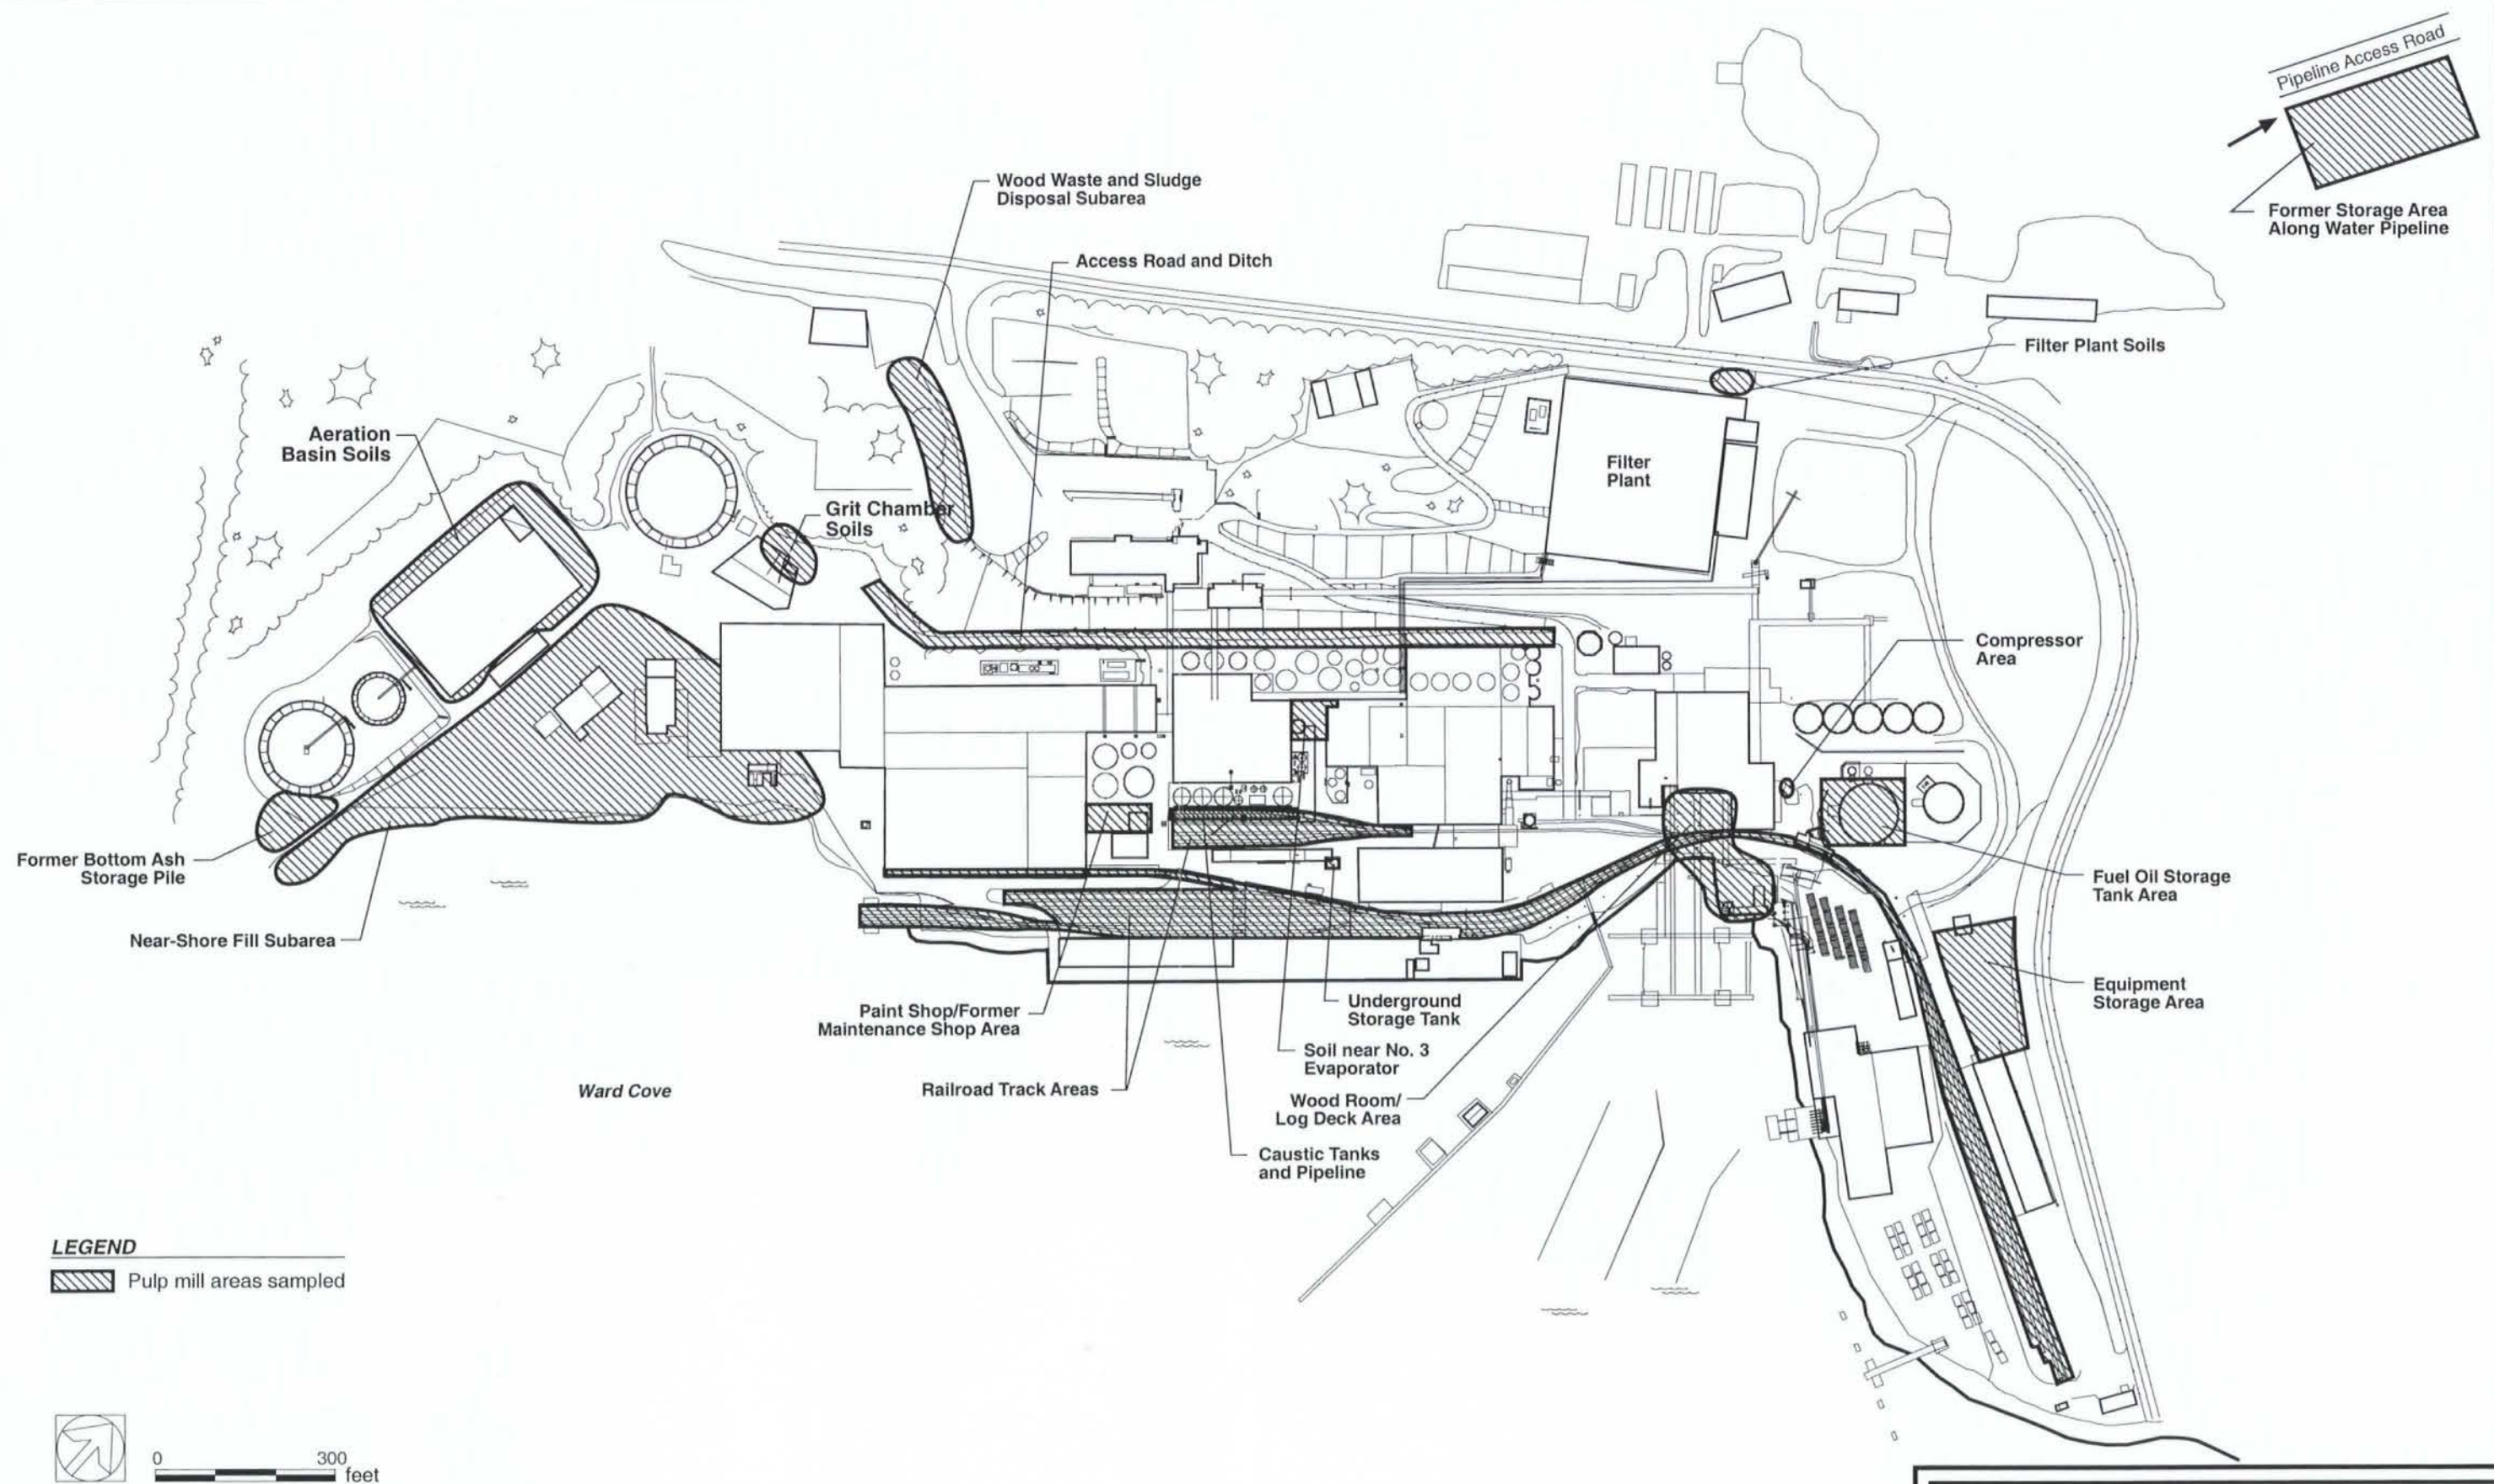 Pipeline Access Road
Former Storage Area
Along Water Pipeline
Wood Waste and Sludge
Disposal Subarea
Access Road and Ditch
Filter Plant Soils
Aeration
Basin Soils
Filter
Plant
Grit Chamber
Soils
Compressor
Area
Former Bottom Ash
Storage Pile
Fuel Oil Storage
Tank Area
Near-Shore Fill Subarea
Equipment
Storage Area
Paint Shop/Former
Maintenance Shop Area
Underground
Storage Tank
Soil near No. 3
Evaporator
Ward Cove
Railroad Track Areas
Wood Room/
Log Deck Area
Caustic Tanks
and Pipeline
LEGEND
Pulp mill areas sampled
0 300
feet